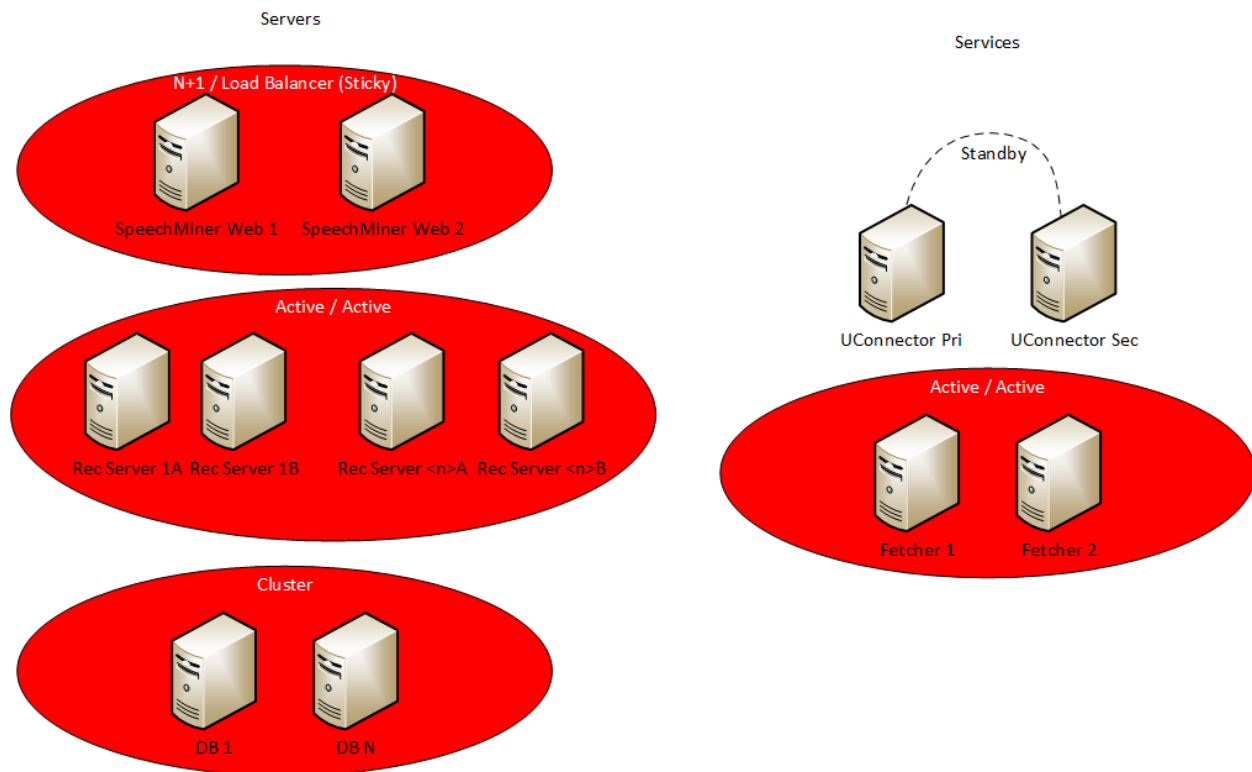 Servers
N+1 / Load Balancer (Sticky)
SpeechMiner Web 1
SpeechMiner Web 2
Active / Active
Rec Server 1A
Rec Server 1B
Rec Server <n>A
Rec Server <n>B
Cluster
DB 1
DB N
Services
Standby
UConnector Pri
UConnector Sec
Active / Active
Fetcher 1
Fetcher 2